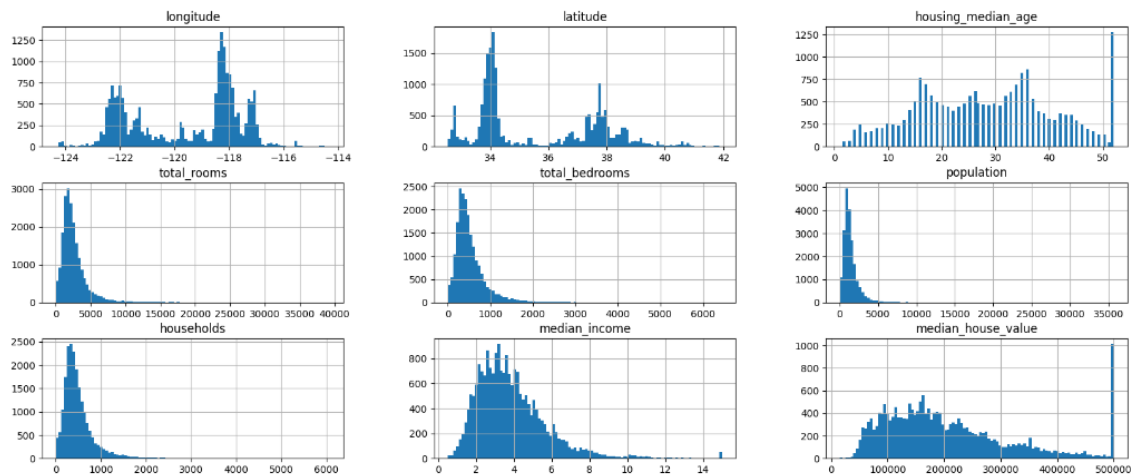 longitude
1250
1000
750
500
250
0
−124 −122 −120 −118 −116 −114
latitude
1500
1000
500
0
34 36 38 40 42
housing_median_age
1250
1000
750
500
250
0
0 10 20 30 40 50
total_rooms
3000
2000
1000
0
0 5000 10000 15000 20000 25000 30000 35000 40000
total_bedrooms
2500
2000
1500
1000
500
0
0 1000 2000 3000 4000 5000 6000
population
5000
4000
3000
2000
1000
0
0 5000 10000 15000 20000 25000 30000 35000
households
2500
2000
1500
1000
500
0
0 1000 2000 3000 4000 5000 6000
median_income
800
600
400
200
0
0 2 4 6 8 10 12 14
median_house_value
1000
800
600
400
200
0
0 100000 200000 300000 400000 500000